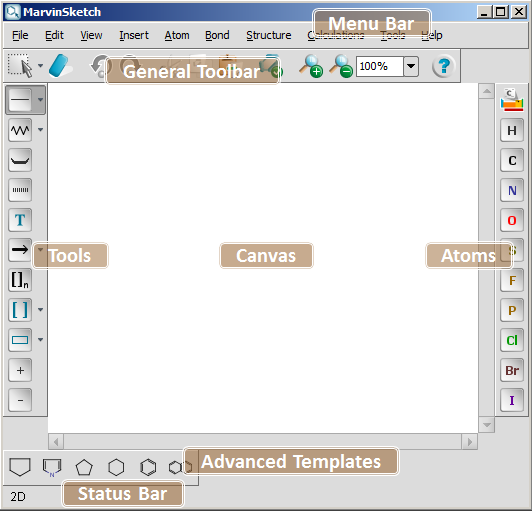 MarvinSketch
File Edit View Insert Atom Bond Structure Calculations Tools Help
Menu Bar
General Toolbar
100%
?
C
H
C
N
T
O
Tools
Canvas
Atoms
S
[]n
F
[ ]
P
Cl
+
Br
-
I
N
Advanced Templates
Status Bar
2D